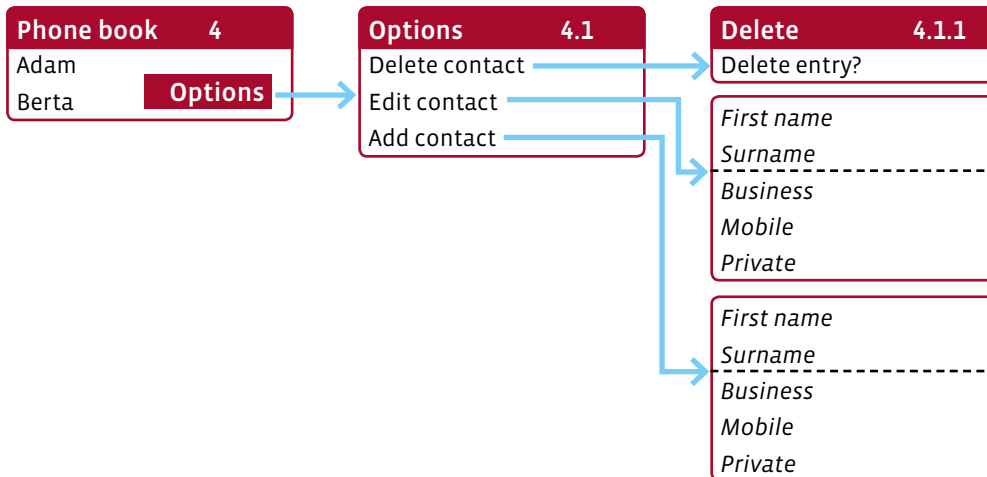 Phone book 4
Adam
Berta
Options
Options 4.1
Delete contact
Edit contact
Add contact
Delete 4.1.1
Delete entry?
First name
Surname
Business
Mobile
Private
First name
Surname
Business
Mobile
Private